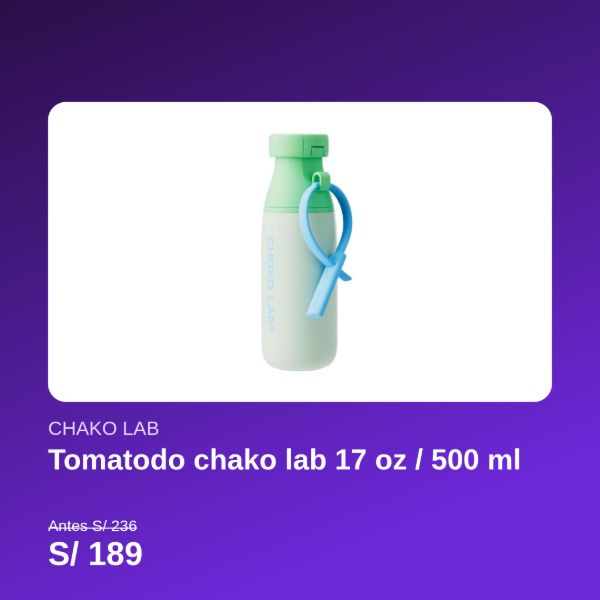 CHAKO LAB®
CHAKO LAB
Tomatodo chako lab 17 oz / 500 ml
Antes S/ 236
S/ 189